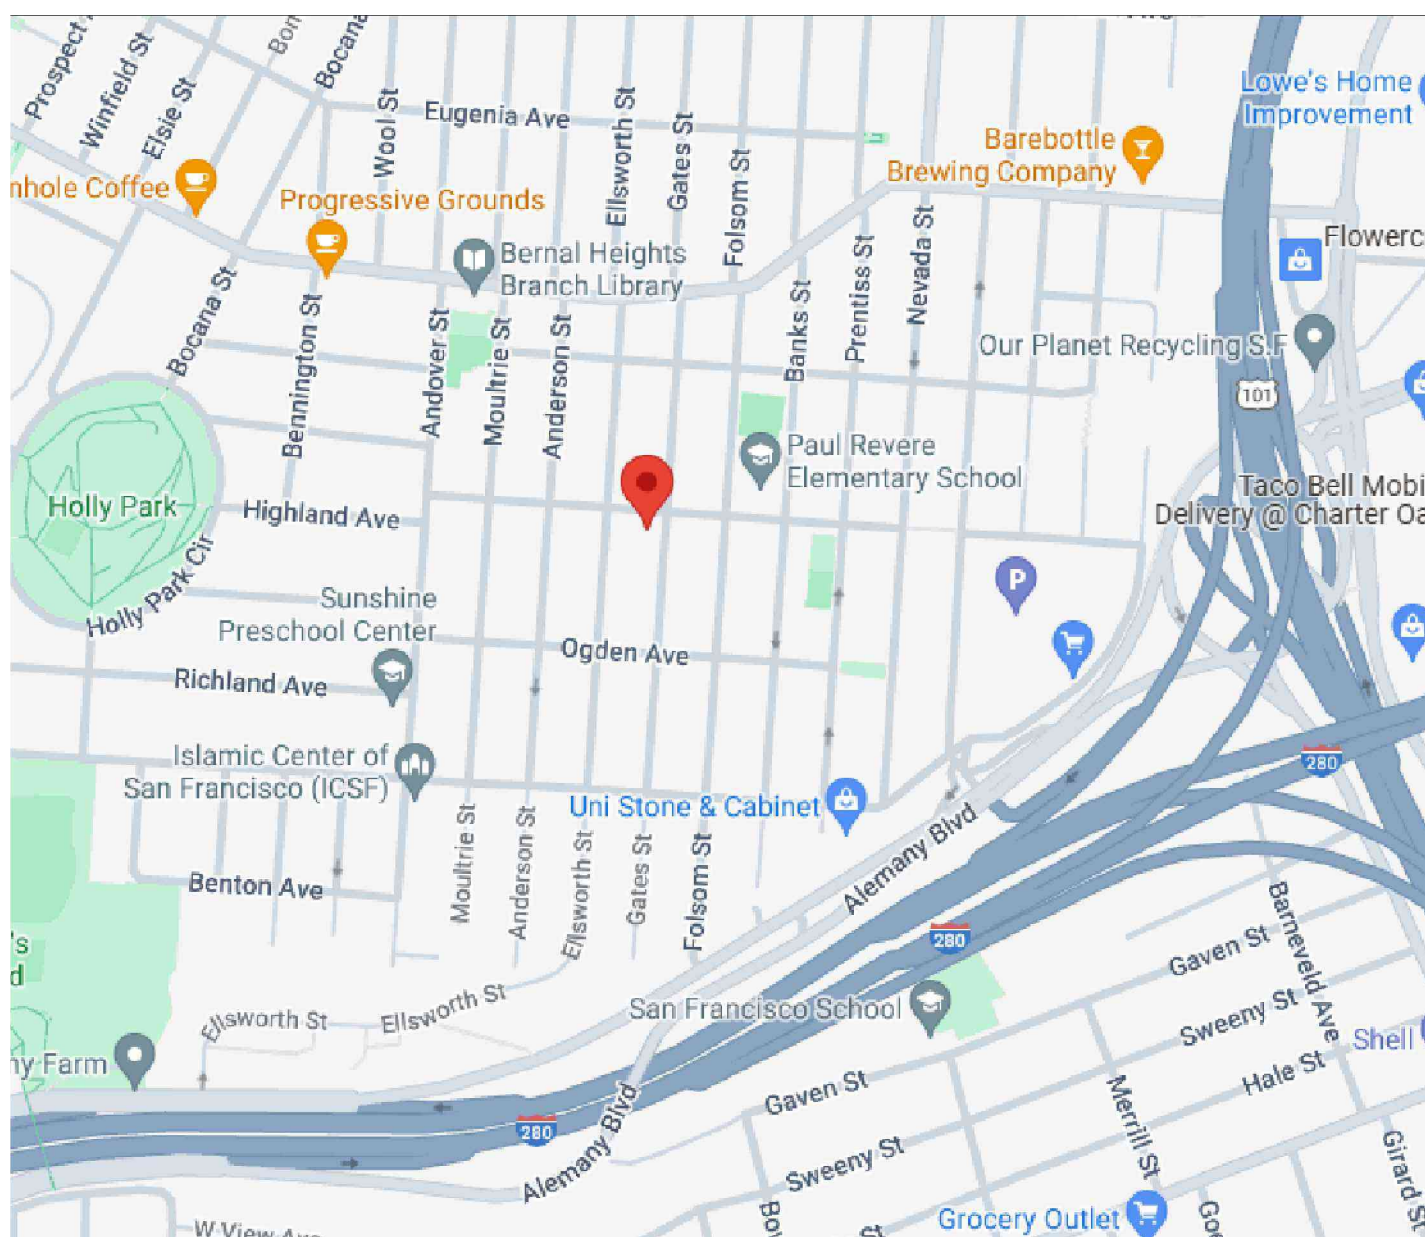 Prospect
Winfield St
Elsie St
Bocana
Wool St
Eugenia Ave
Ellsworth St
Gates St
Folsom St
Lowe's Home
Improvement
Barebottle
Brewing Company
nhole Coffee
Progressive Grounds
Bernal Heights
Branch Library
Prentiss St
Nevada St
Flowerc
Bocana St
Bennington St
Andover St
Moultrie St
Anderson St
Banks St
Our Planet Recycling S.F
101
Paul Revere
Elementary School
Holly Park
Highland Ave
Taco Bell Mobi
Delivery @ Charter Oa
P
Holly Park Cir
Sunshine
Preschool Center
Ogden Ave
Richland Ave
Islamic Center of
San Francisco (ICSF)
280
Uni Stone & Cabinet
Alemany Blvd
Benton Ave
Moultrie St
Anderson St
Ellsworth St
Gates St
Folsom St
280
Barneveld Ave
Gaven St
's
d
Ellsworth St
Ellsworth St
San Francisco School
Sweeny St
Shell
ny Farm
Gaven St
Hale St
Merrill St
280
Alemany Blvd
Sweeny St
Girard St
Grocery Outlet
W View Ave